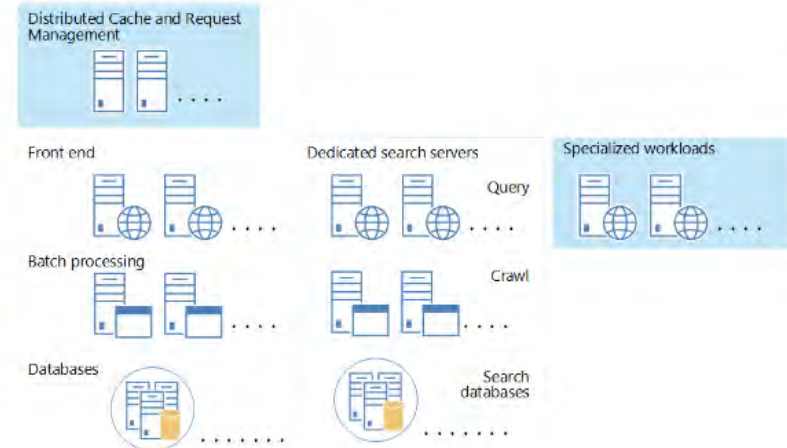 Distributed Cache and Request
Management
Front end
Dedicated search servers
Specialized workloads
Query
Batch processing
Crawl
Databases
Search
databases